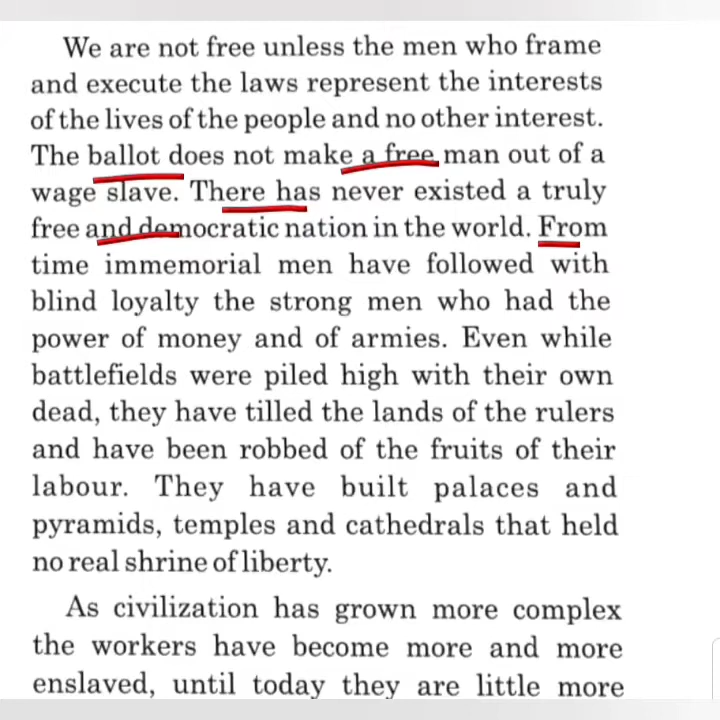 We are not free unless the men who frame
and execute the laws represent the interests
of the lives of the people and no other interest.
The ballot does not make a free man out of a
wage slave. There has never existed a truly
free and democratic nation in the world. From
time immemorial men have followed with
blind loyalty the strong men who had the
power of money and of armies. Even while
battlefields were piled high with their own
dead, they have tilled the lands of the rulers
and have been robbed of the fruits of their
labour. They have built palaces and
pyramids, temples and cathedrals that held
no real shrine of liberty.
As civilization has grown more complex
the workers have become more and more
enslaved, until today they are little more